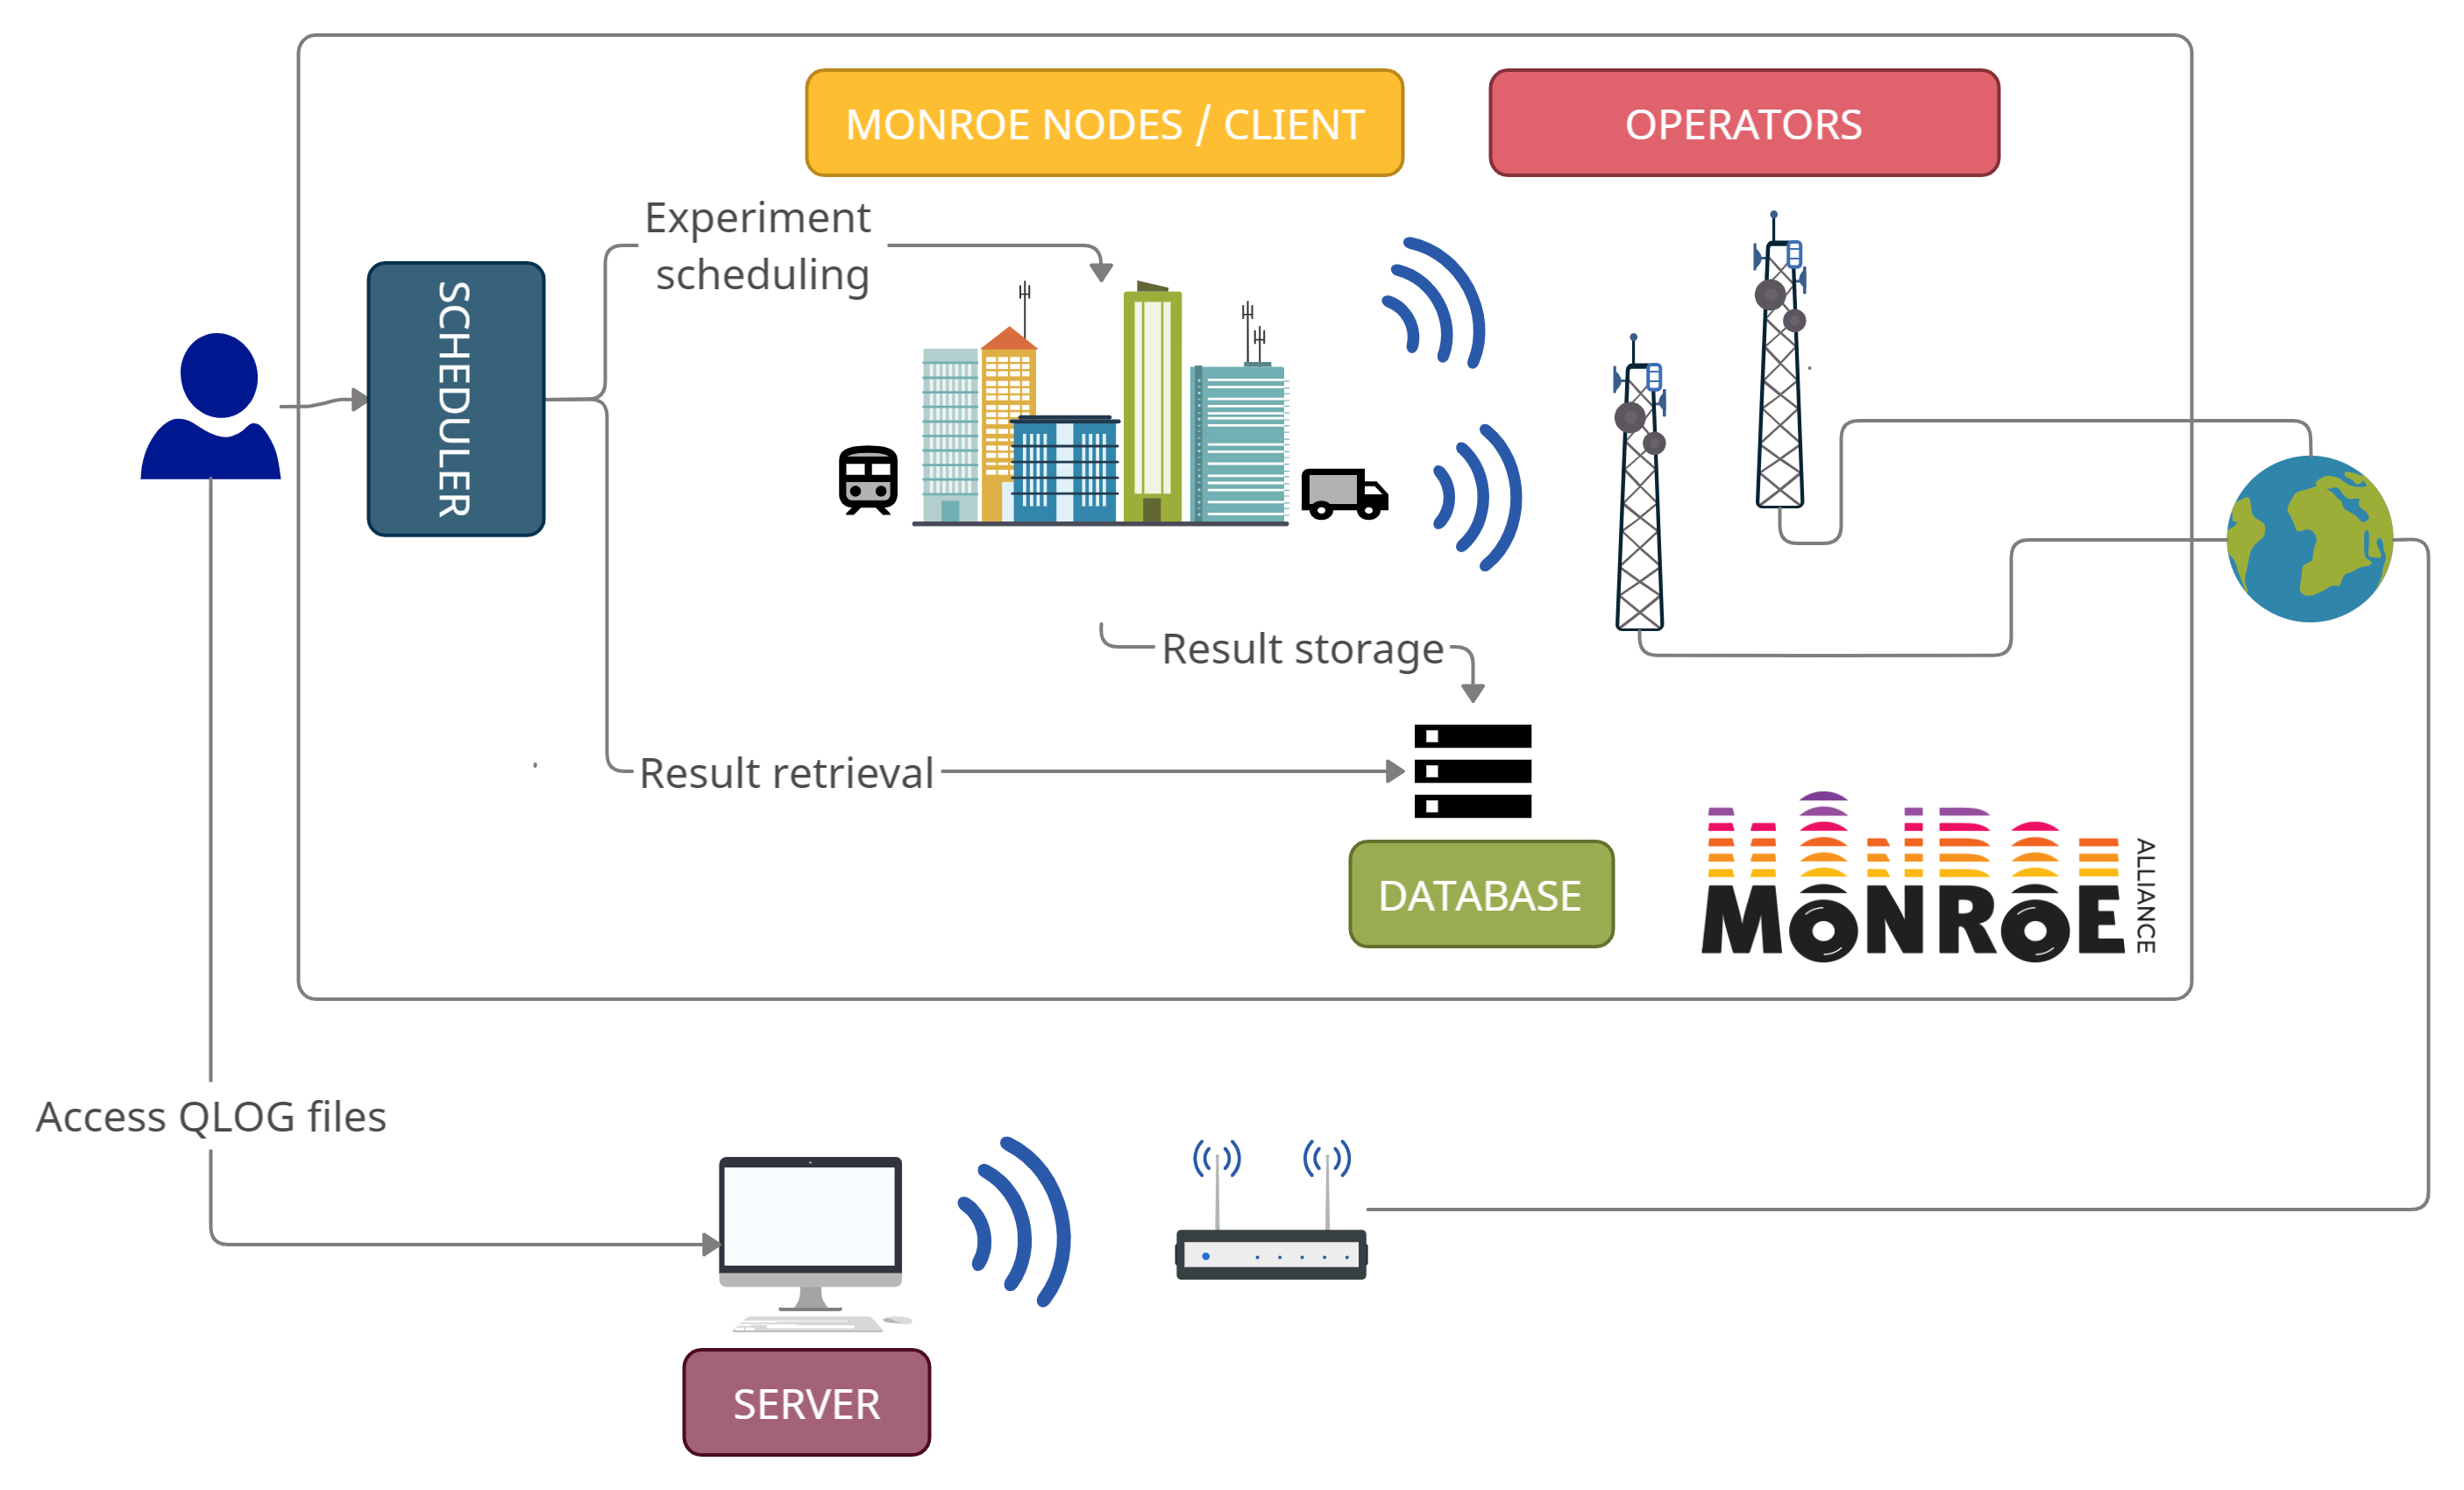 MONROE NODES / CLIENT
OPERATORS
Experiment
scheduling
SCHEDULER
Result storage
Result retrieval
DATABASE
MONROE
ALLIANCE
Access QLOG files
SERVER